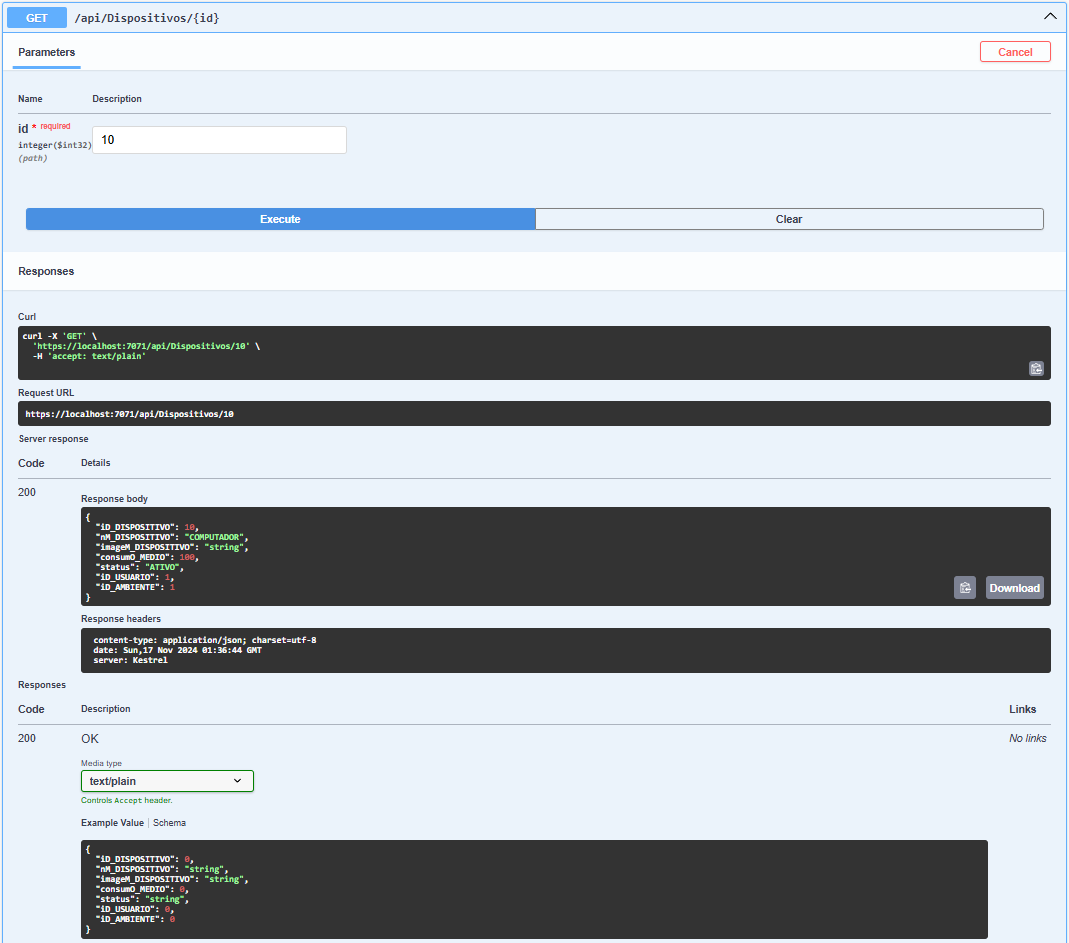 GET /api/Dispositivos/{id}
Parameters
Cancel
Name Description
id * required
integer($int32)
(path)
10
Execute Clear
Responses
Curl
curl -X 'GET' \
'https://localhost:7071/api/Dispositivos/10' \
-H 'accept: text/plain'
Request URL
https://localhost:7071/api/Dispositivos/10
Server response
Code Details
200
Response body
{
"iD_DISPOSITIVO": 10,
"nM_DISPOSITIVO": "COMPUTADOR",
"imageM_DISPOSITIVO": "string",
"consumO_MEDIO": 100,
"status": "ATIVO",
"iD_USUARIO": 1,
"iD_AMBIENTE": 1
}
Download
Response headers
content-type: application/json; charset=utf-8
date: Sun,17 Nov 2024 01:36:44 GMT
server: Kestrel
Responses
Code Description Links
200 OK No links
Media type
text/plain
Controls Accept header.
Example Value | Schema
{
"iD_DISPOSITIVO": 0,
"nM_DISPOSITIVO": "string",
"imageM_DISPOSITIVO": "string",
"consumO_MEDIO": 0,
"status": "string",
"iD_USUARIO": 0,
"iD_AMBIENTE": 0
}